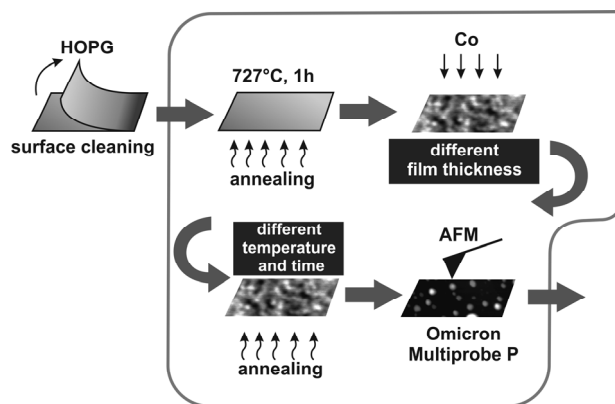 HOPG
surface cleaning
727°C, 1h
annealing
Co
different
film thickness
different
temperature
and time
annealing
AFM
Omicron
Multiprobe P